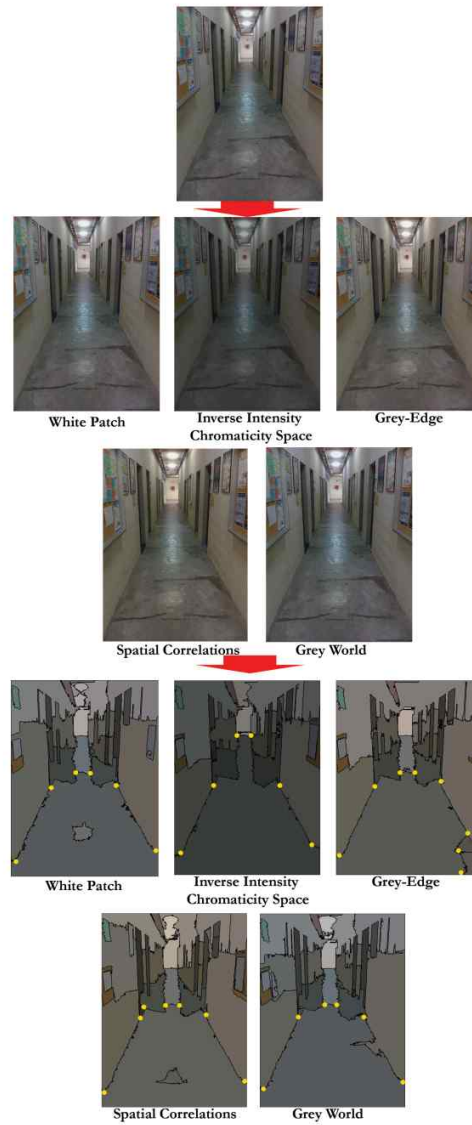 White Patch
Inverse Intensity
Chromaticity Space
Grey-Edge
Spatial Correlations
Grey World
White Patch
Inverse Intensity
Chromaticity Space
Grey-Edge
Spatial Correlations
Grey World